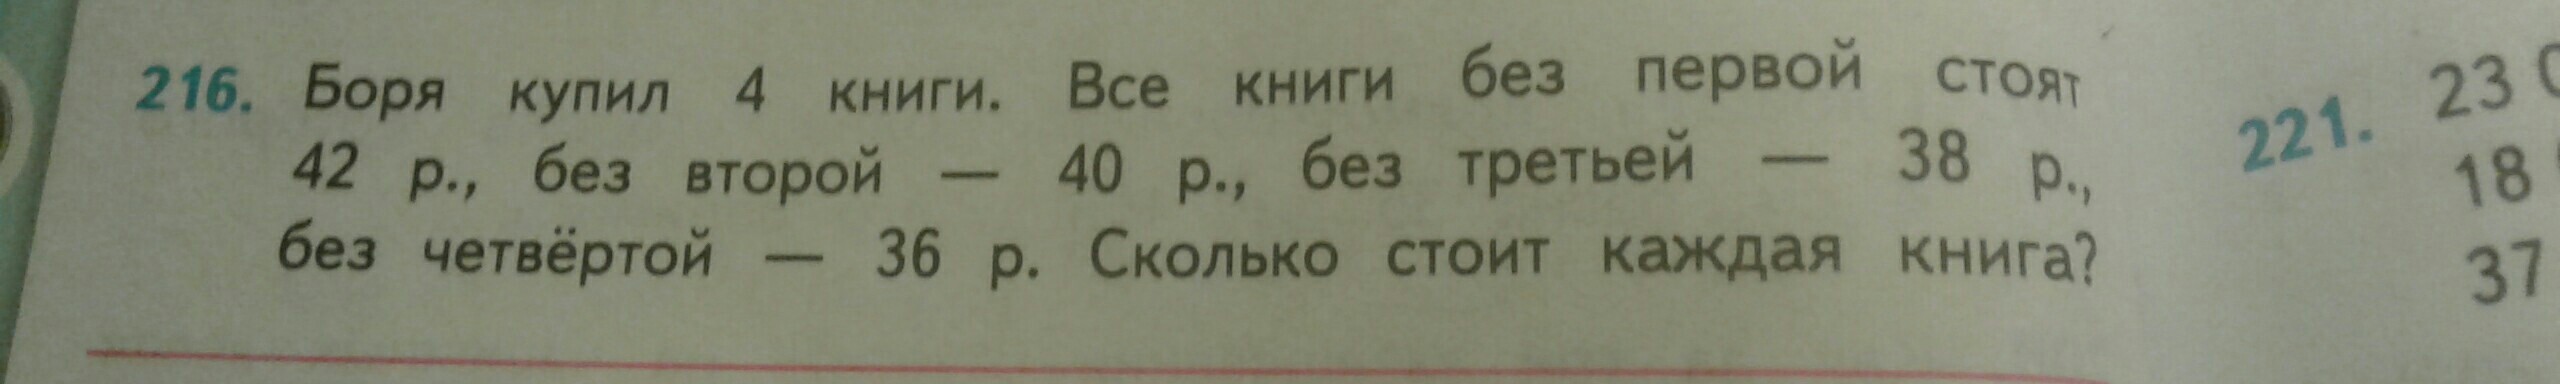 216. Боря купил 4 книги. Все книги без первой стоят
42 р., без второй — 40 р., без третьей — 38 р.,
без четвёртой — 36 р. Сколько стоит каждая книга?
221. 23
18
37